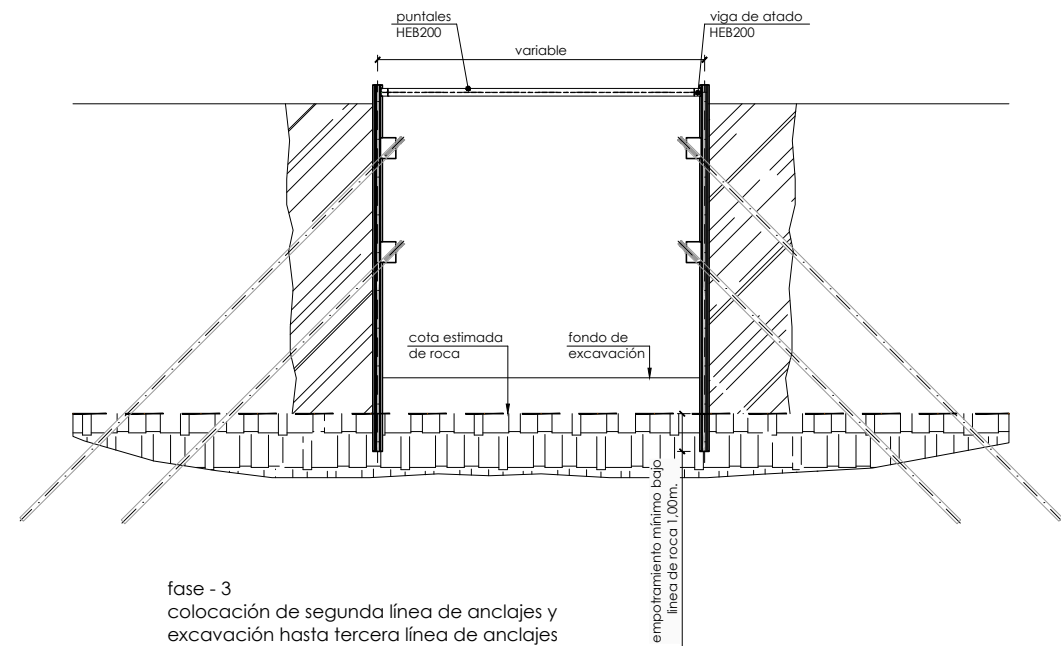 puntales
HEB200
viga de atado
HEB200
variable
cota estimada
de roca
fondo de
excavación
empotramiento mínimo bajo
linea de roca 1,00m.
fase - 3
colocación de segunda línea de anclajes y
excavación hasta tercera línea de anclajes